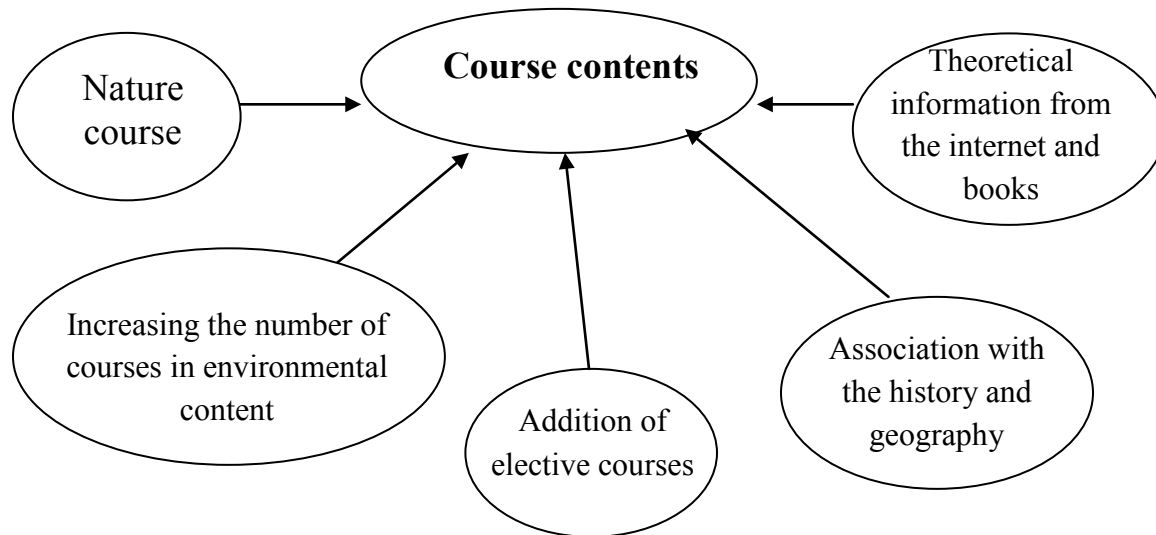 Course contents
Nature
course
Theoretical
information from
the internet and
books
Increasing the number of
courses in environmental
content
Addition of
elective courses
Association with
the history and
geography